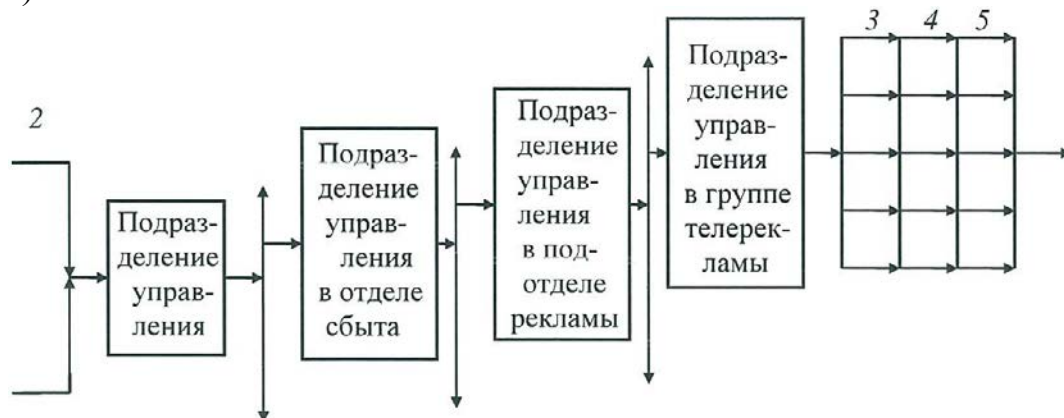 )
2
Подраз-
деление
управ-
ления
Подраз-
деление
управ-
ления
в отделе
сбыта
Подраз-
деление
управ-
ления
в под-
отделе
рекламы
Подраз-
деление
управ-
ления
в группе
телерек-
ламы
3 4 5